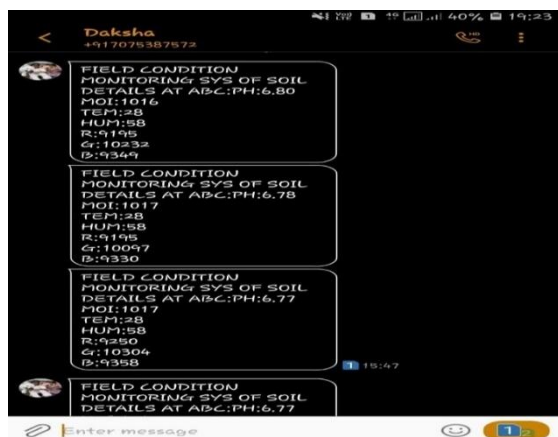 40% 19:23
Daksha
+917075387572
FIELD CONDITION
MONITORING SYS OF SOIL
DETAILS AT ABC:PH:6.80
MOI:1016
TEM:28
HUM:58
R:9195
G:10232
B:9349
FIELD CONDITION
MONITORING SYS OF SOIL
DETAILS AT ABC:PH:6.78
MOI:1017
TEM:28
HUM:58
R:9195
G:10097
B:9330
FIELD CONDITION
MONITORING SYS OF SOIL
DETAILS AT ABC:PH:6.77
MOI:1017
TEM:28
HUM:58
R:9250
G:10304
B:9358
1 15:47
FIELD CONDITION
MONITORING SYS OF SOIL
DETAILS AT ABC:PH:6.77
Enter message
1 2